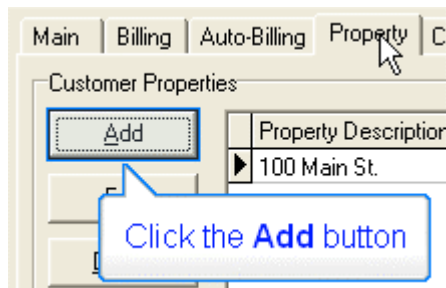 Main Billing Auto-Billing Property C
Customer Properties
Add Property Description
100 Main St.
Click the Add button